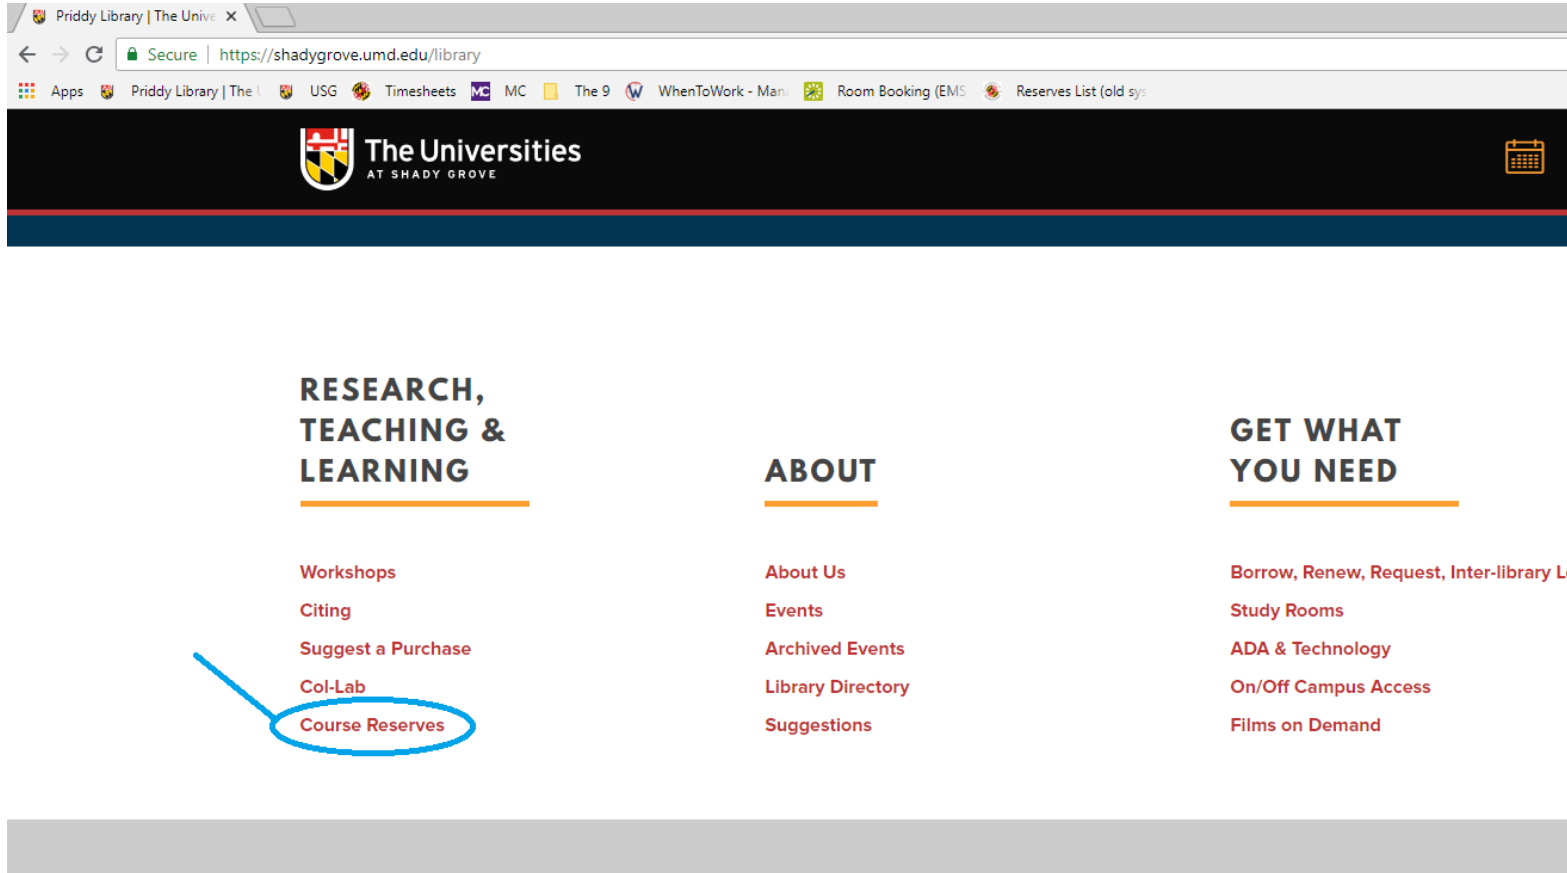 Priddy Library | The Unive
Secure | https://shadygrove.umd.edu/library
Apps Priddy Library | The USG Timesheets MC MC The 9 W WhenToWork - Man Room Booking (EMS Reserves List (old sys
The Universities
AT SHADY GROVE
RESEARCH,
TEACHING &
LEARNING
Workshops
Citing
Suggest a Purchase
Col-Lab
Course Reserves
ABOUT
About Us
Events
Archived Events
Library Directory
Suggestions
GET WHAT
YOU NEED
Borrow, Renew, Request, Inter-library L
Study Rooms
ADA & Technology
On/Off Campus Access
Films on Demand